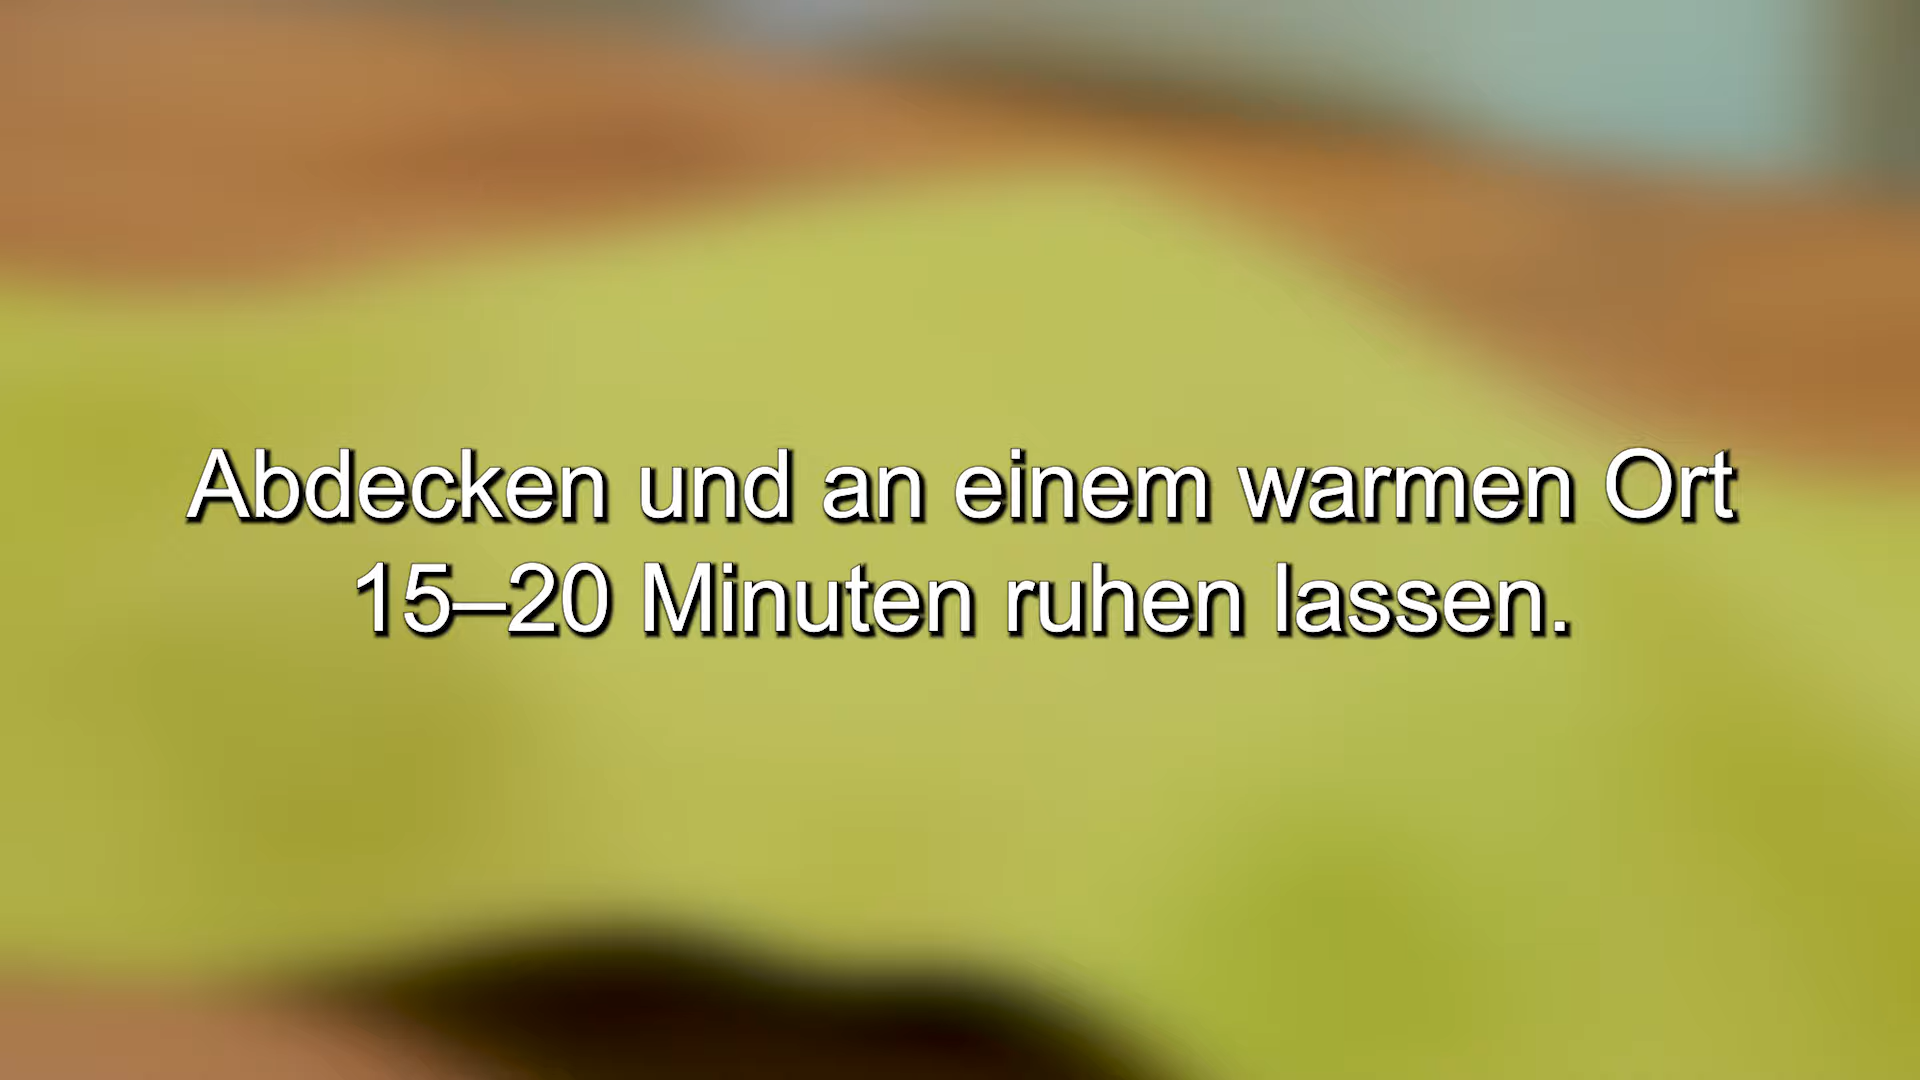 Abdecken und an einem warmen Ort
15–20 Minuten ruhen lassen.